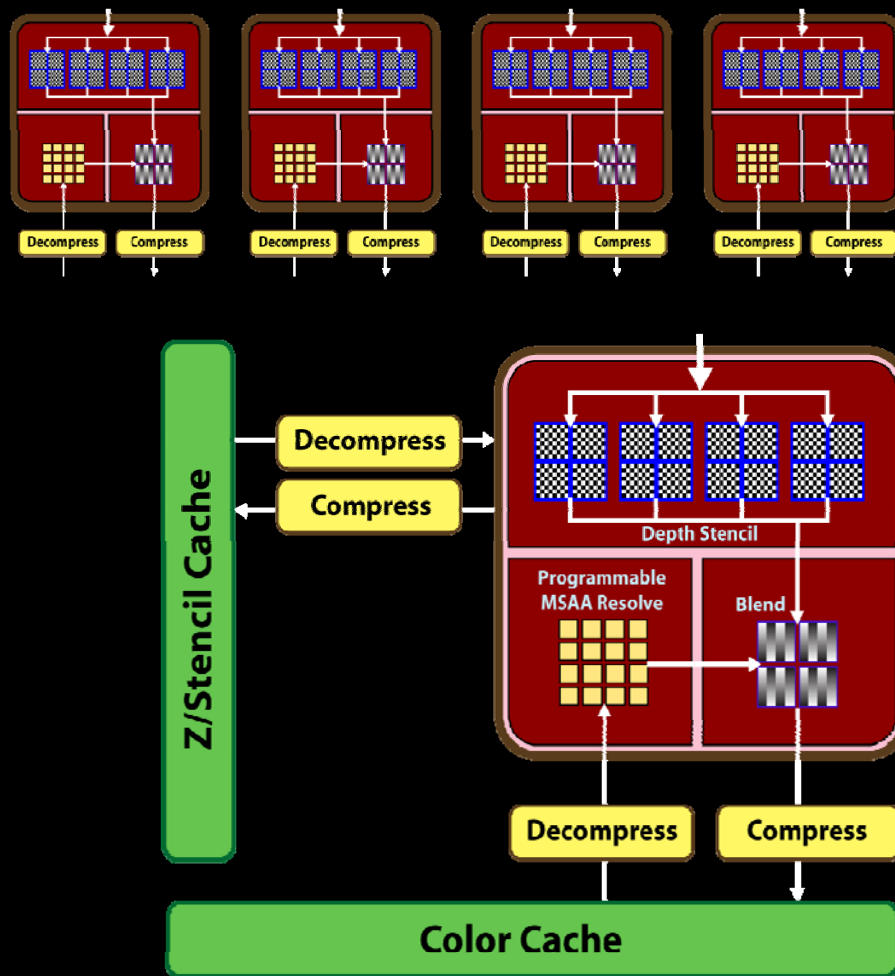 Decompress
Compress
Decompress
Compress
Decompress
Compress
Decompress
Compress
Z/Stencil Cache
Decompress
Compress
Depth Stencil
Programmable
MSAA Resolve
Blend
Decompress
Compress
Color Cache